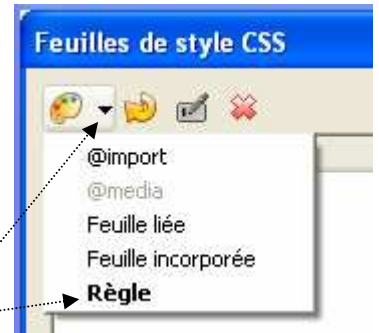 Feuilles de style CSS
@import
@media
Feuille liée
Feuille incorporée
Règle